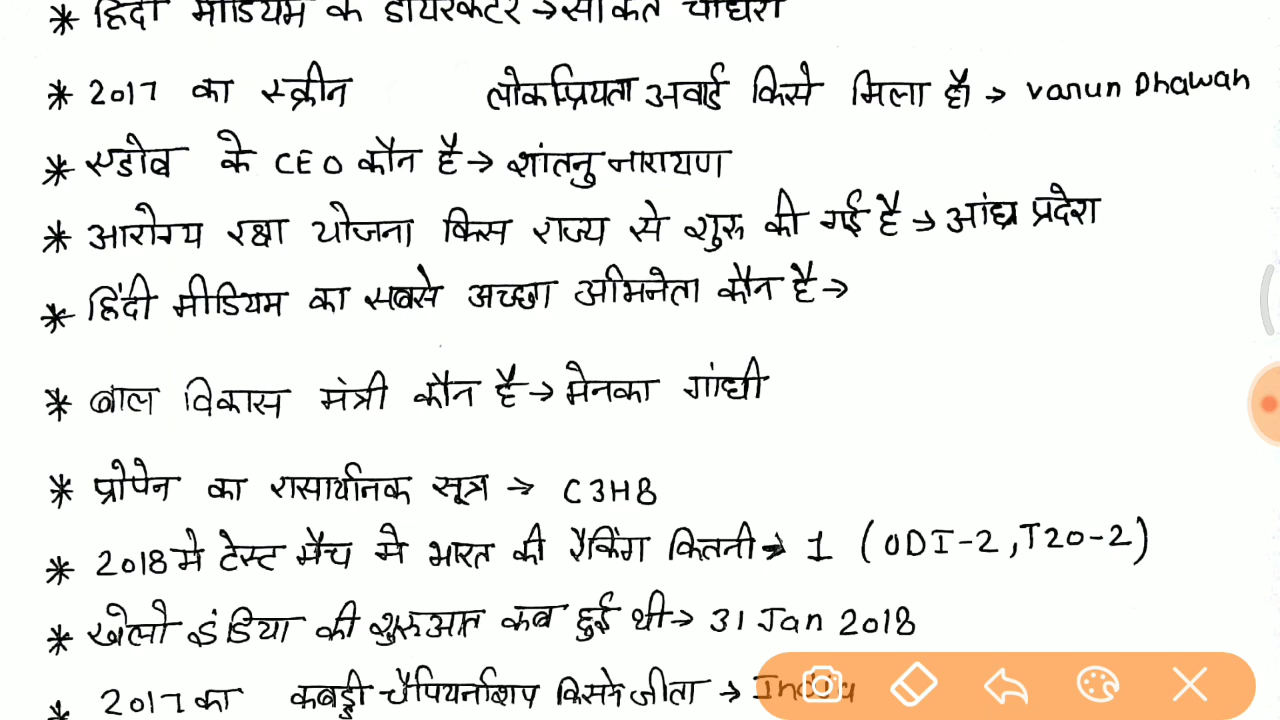 * हिंदी मीडियम के डायरेक्टर → साकेत चौधरी
* 2017 का स्क्रीन लोकप्रियता अवार्ड किसे मिला है → Varun Dhawan
* एडोब के CEO कौन है → शांतनु नारायण
* आरोग्य रक्षा योजना किस राज्य से शुरू की गई है → आंध्र प्रदेश
* हिंदी मीडियम का सबसे अच्छा अभिनेता कौन है →
* बाल विकास मंत्री कौन है → मेनका गांधी
* प्रोपेन का रासायनिक सूत्र → C3H8
* 2018 मे टेस्ट मैच मे भारत की रैंकिंग कितनी → 1 (ODI-2, T20-2)
* खेलो इंडिया की शुरुआत कब हुई थी → 31 Jan 2018
* 2017 का कबड्डी चैंपियनशिप किसने जीता → India